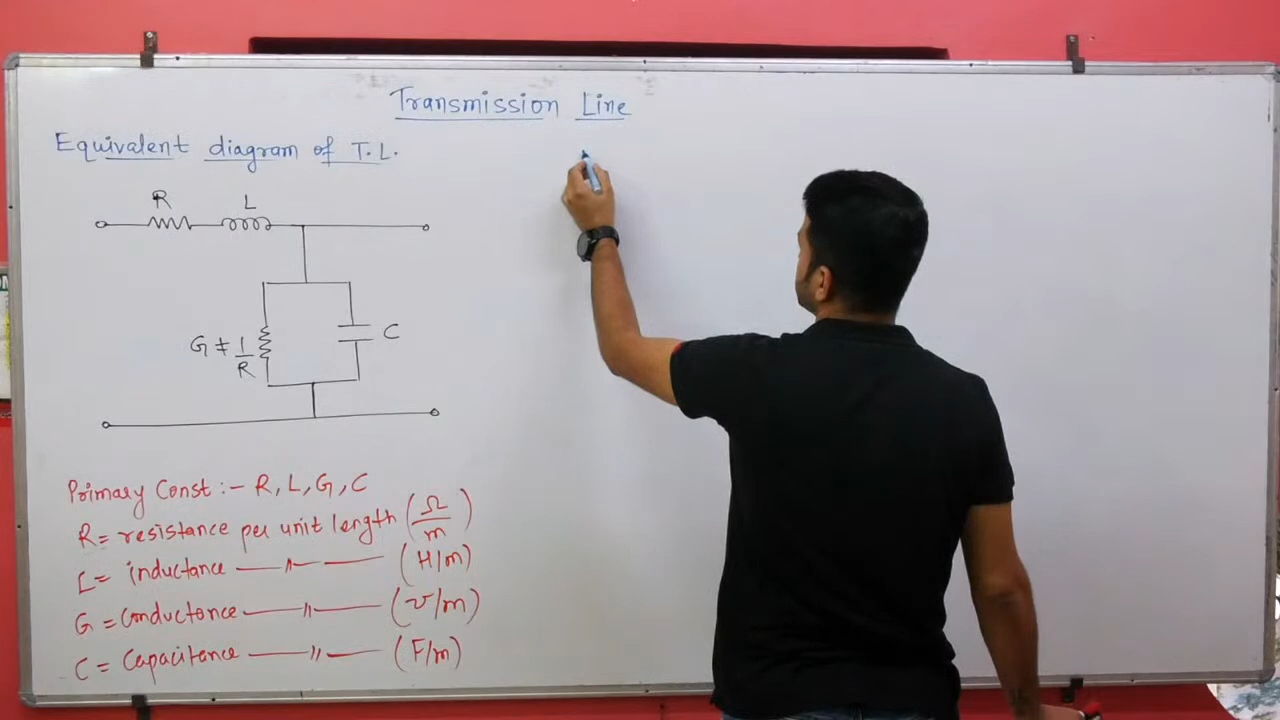 Transmission Line
Equivalent diagram of T.L.
R
L
G ≠ 1/R
C
Primary Const :- R, L, G, C
R = resistance per unit length (Ω/m)
L = inductance —— 〃 —— (H/m)
G = Conductance —— 〃 —— (℧/m)
C = Capacitance —— 〃 —— (F/m)